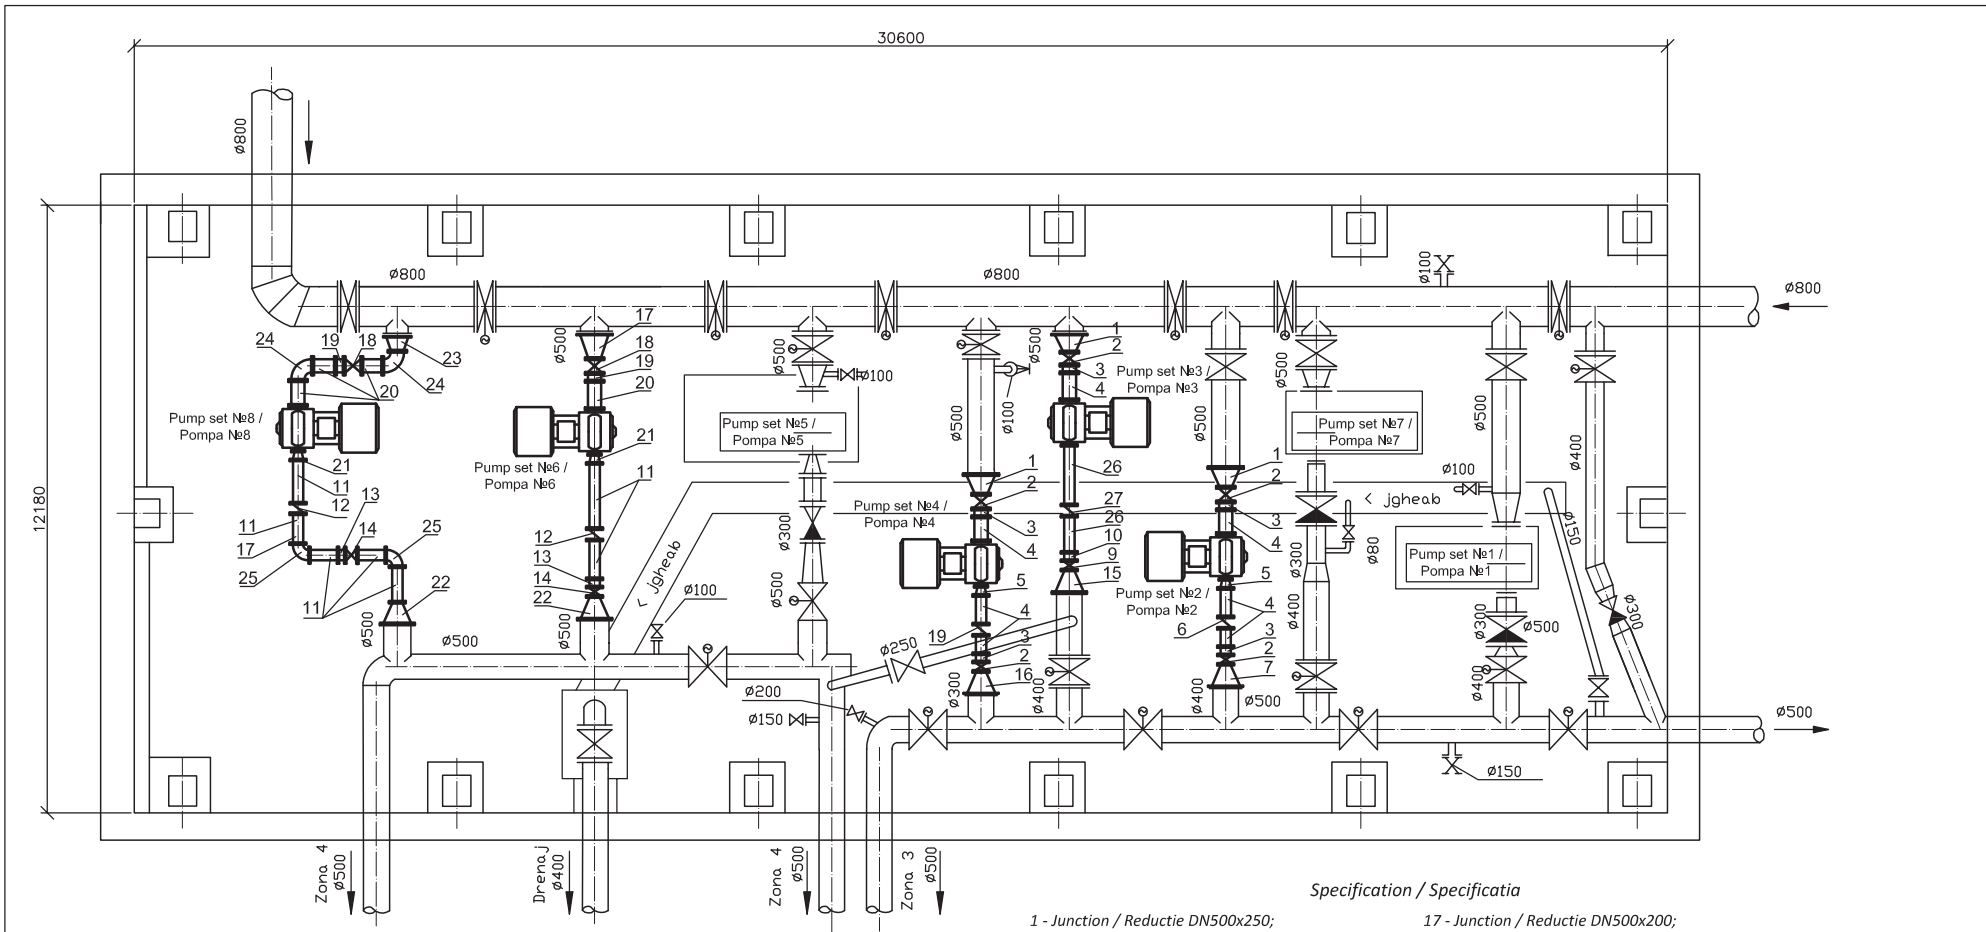 30600
12180
Ø800
Ø800
Ø800
Ø100
Ø800
24
19
18
23
24
20
Pump set №8 /
Pompa №8
21
11
12
13
14
11
17
25
25
11
22
Ø500
Ø500
17
18
19
20
Pump set №6 /
Pompa №6
21
11
12
13
14
22
Ø500
Ø500
Ø500
Ø100
Pump set №5 /
Pompa №5
Ø300
Ø500
< jgheab
Ø100
Ø250
Ø200
Ø150
Ø500
Ø100
Ø500
1
2
3
4
Pump set №4 /
Pompa №4
5
4
19
3
2
16
Ø300
1
2
3
4
Pump set №3 /
Pompa №3
26
27
26
10
9
15
Ø400
Ø500
1
2
3
4
Pump set №2 /
Pompa №2
5
4
6
3
2
7
Ø400
Ø500
Ø500
Pump set №7 /
Pompa №7
< jgheab
Ø300
Ø80
Ø400
Ø500
Ø100
Pump set №1 /
Pompa №1
Ø300
Ø500
Ø400
Ø400
Ø150
Ø300
Ø150
Ø500
Zona 4
Ø500
Drenaj
Ø400
Zona 4
Ø500
Zona 3
Ø500
Specification / Specificatia
1 - Junction / Reductie DN500x250;
17 - Junction / Reductie DN500x200;